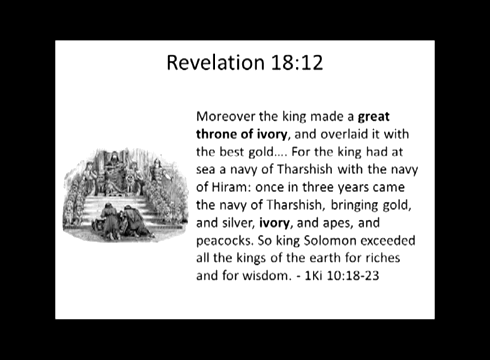 Revelation 18:12
Moreover the king made a great
throne of ivory, and overlaid it with
the best gold.... For the king had at
sea a navy of Tharshish with the navy
of Hiram: once in three years came
the navy of Tharshish, bringing gold,
and silver, ivory, and apes, and
peacocks. So king Solomon exceeded
all the kings of the earth for riches
and for wisdom. - 1Ki 10:18-23